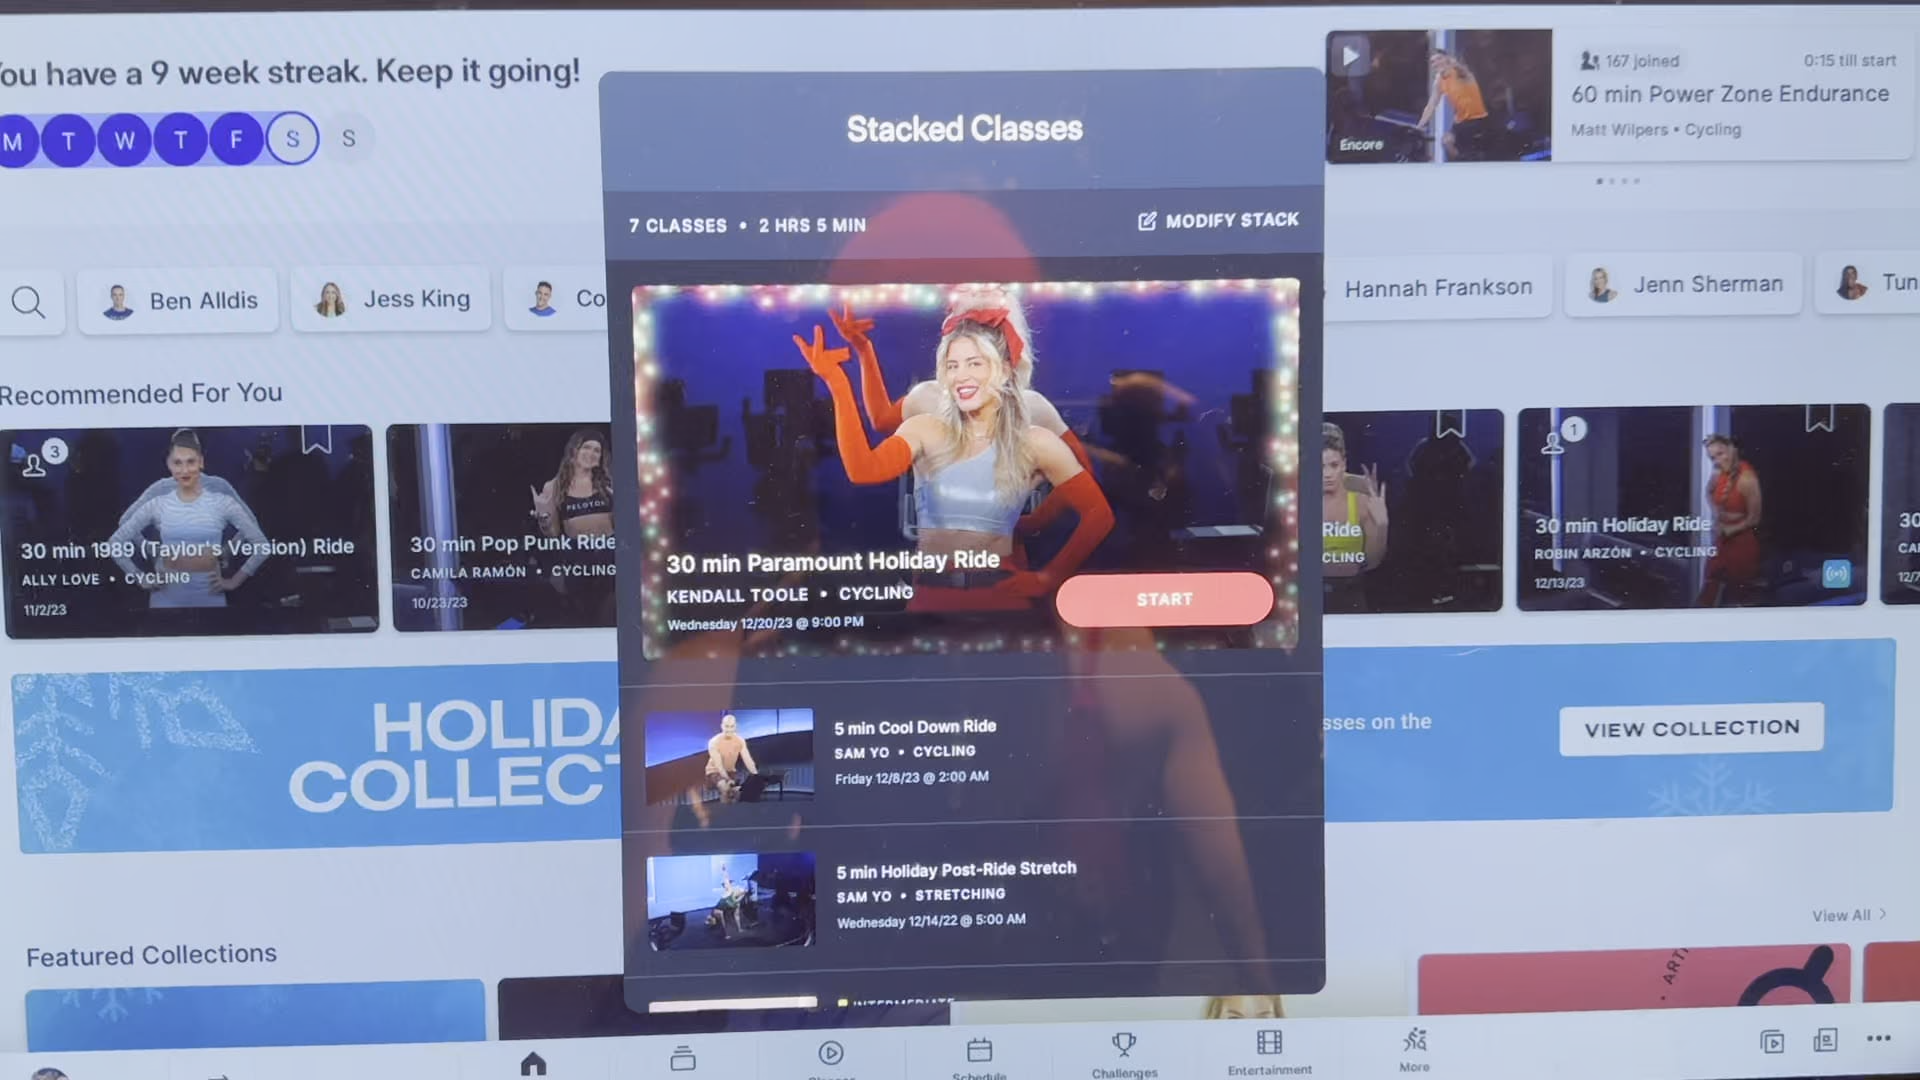 ou have a 9 week streak. Keep it going!
M T W T F S S
Encore
167 joined
0:15 till start
60 min Power Zone Endurance
Matt Wilpers • Cycling
Stacked Classes
7 CLASSES • 2 HRS 5 MIN
MODIFY STACK
Ben Alldis
Jess King
Co
Hannah Frankson
Jenn Sherman
Tun
Recommended For You
3
30 min 1989 (Taylor's Version) Ride
ALLY LOVE • CYCLING
11/2/23
PELOTON
30 min Pop Punk Ride
CAMILA RAMÓN • CYCLING
10/23/23
30 min Paramount Holiday Ride
KENDALL TOOLE • CYCLING
Wednesday 12/20/23 @ 9:00 PM
START
Ride
CLING
1
30 min Holiday Ride
ROBIN ARZÓN • CYCLING
12/13/23
30
CA
12/7
HOLIDA
COLLECT
sses on the
VIEW COLLECTION
5 min Cool Down Ride
SAM YO • CYCLING
Friday 12/8/23 @ 2:00 AM
5 min Holiday Post-Ride Stretch
SAM YO • STRETCHING
Wednesday 12/14/22 @ 5:00 AM
INTERMEDIATE
View All
Featured Collections
ARTI
Schedule
Challenges
Entertainment
More